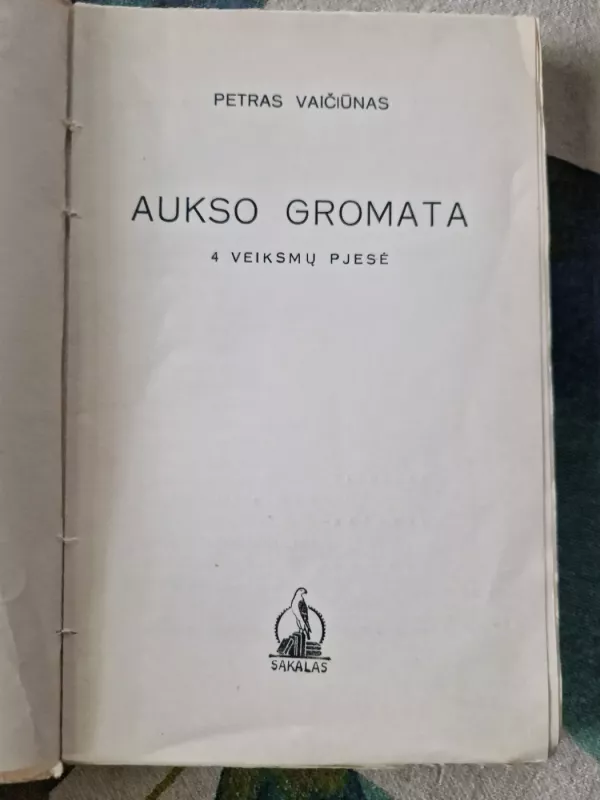 PETRAS VAIČIŪNAS
AUKSO GROMATA
4 VEIKSMŲ PJESĖ
SAKALAS